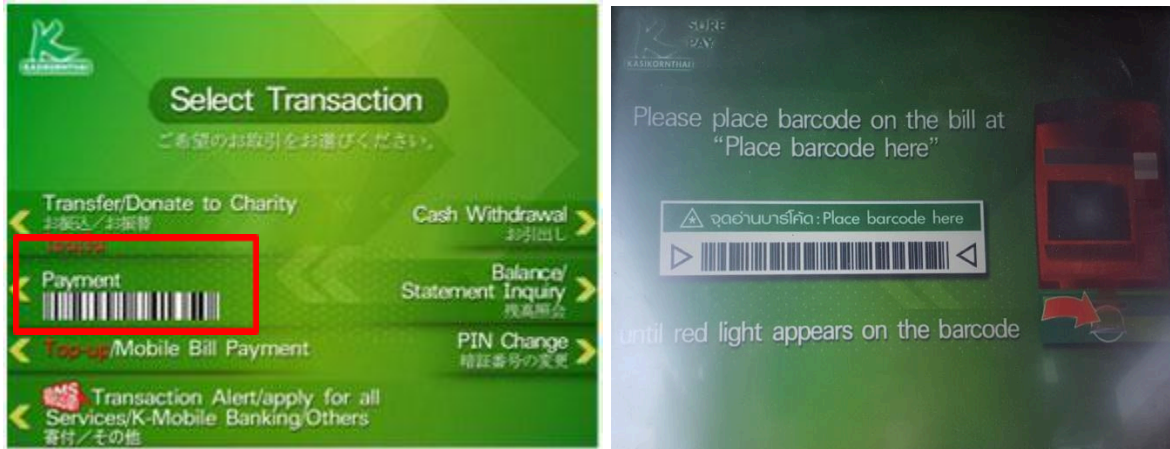 KASIKORNTHAI
Select Transaction
ご希望のお取引をお選びください。
Transfer/Donate to Charity
お振込/お振替
Payment
Top-up/Mobile Bill Payment
SMS
Transaction Alert/apply for all
Services/K-Mobile Banking/Others
寄付/その他
Cash Withdrawal
お引出し
Balance/
Statement Inquiry
残高照会
PIN Change
暗証番号の変更
SURE
PAY
KASIKORNTHAI
Please place barcode on the bill at
“Place barcode here”
จุดอ่านบาร์โค้ด : Place barcode here
until red light appears on the barcode